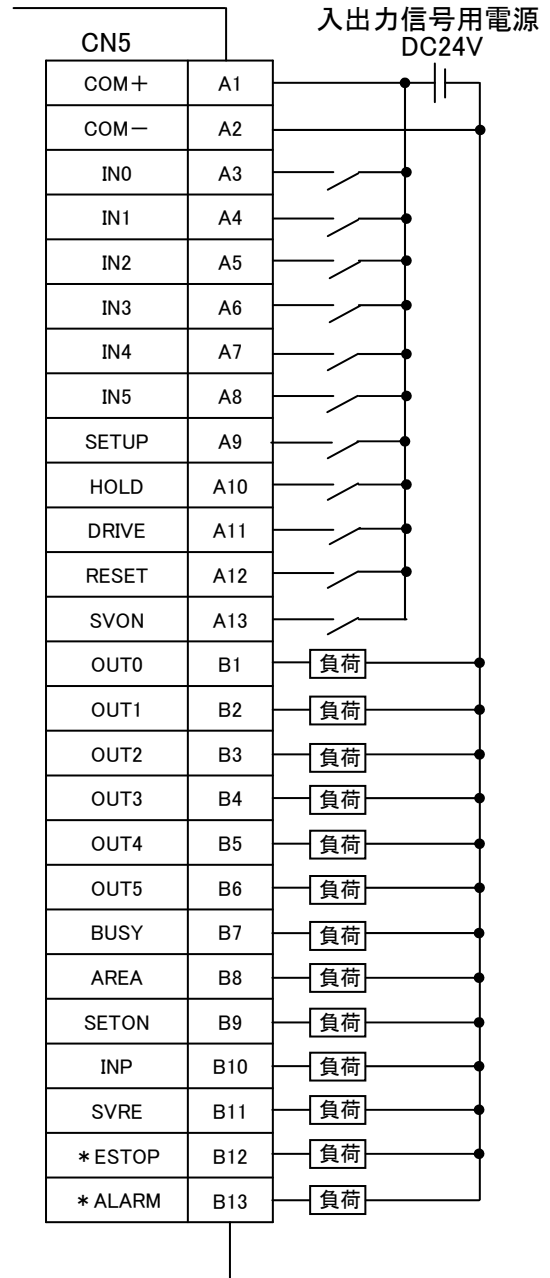 入出力信号用電源
DC24V
CN5
COM＋ A1
COM－ A2
IN0 A3
IN1 A4
IN2 A5
IN3 A6
IN4 A7
IN5 A8
SETUP A9
HOLD A10
DRIVE A11
RESET A12
SVON A13
OUT0 B1 負荷
OUT1 B2 負荷
OUT2 B3 負荷
OUT3 B4 負荷
OUT4 B5 負荷
OUT5 B6 負荷
BUSY B7 負荷
AREA B8 負荷
SETON B9 負荷
INP B10 負荷
SVRE B11 負荷
＊ESTOP B12 負荷
＊ALARM B13 負荷